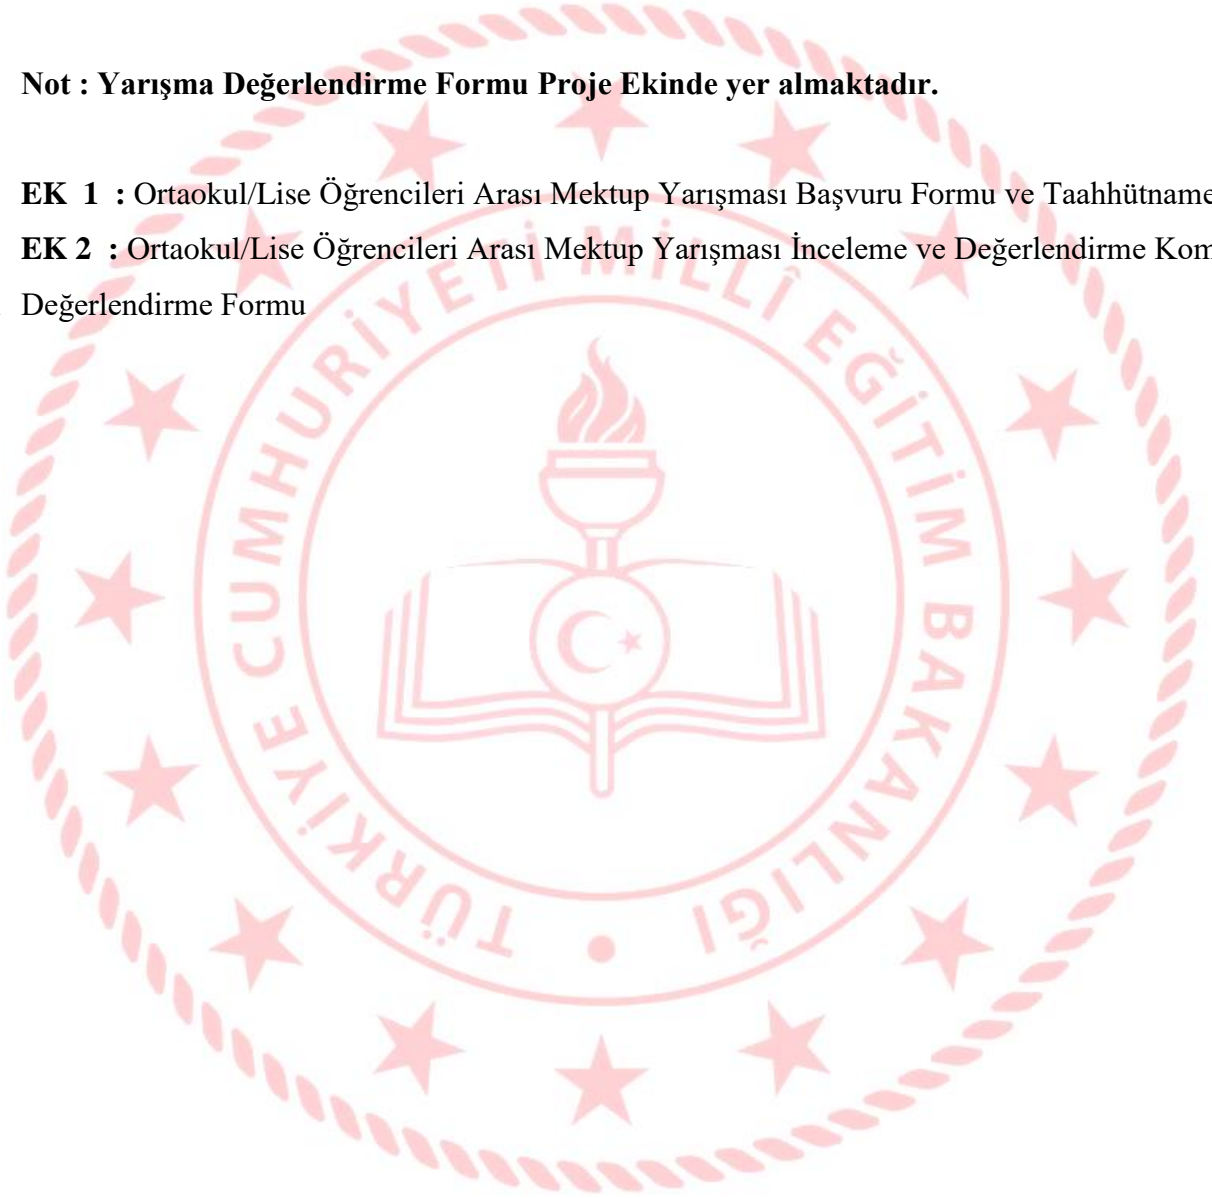 Not : Yarışma Değerlendirme Formu Proje Ekinde yer almaktadır.
EK 1 : Ortaokul/Lise Öğrencileri Arası Mektup Yarışması Başvuru Formu ve Taahhütname
EK 2 : Ortaokul/Lise Öğrencileri Arası Mektup Yarışması İnceleme ve Değerlendirme Kom
Değerlendirme Formu
TÜRKİYE CUMHURİYETİ MİLLÎ EĞİTİM BAKANLIĞI